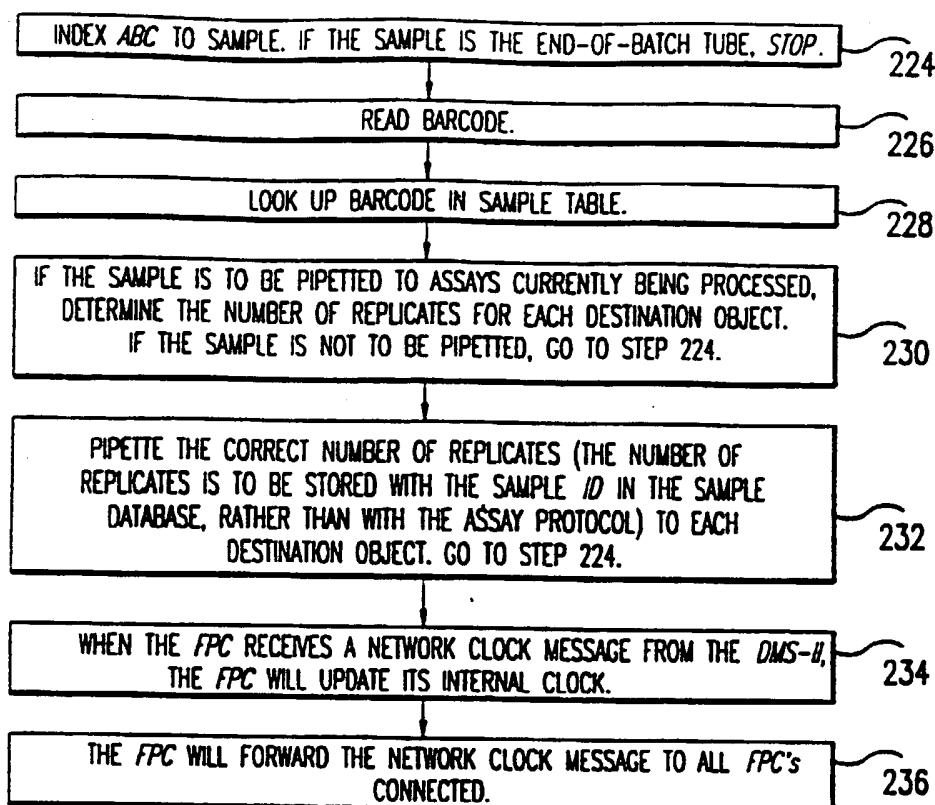 INDEX ABC TO SAMPLE. IF THE SAMPLE IS THE END-OF-BATCH TUBE, STOP.
224
READ BARCODE.
226
LOOK UP BARCODE IN SAMPLE TABLE.
228
IF THE SAMPLE IS TO BE PIPETTED TO ASSAYS CURRENTLY BEING PROCESSED,
DETERMINE THE NUMBER OF REPLICATES FOR EACH DESTINATION OBJECT.
IF THE SAMPLE IS NOT TO BE PIPETTED, GO TO STEP 224.
230
PIPETTE THE CORRECT NUMBER OF REPLICATES (THE NUMBER OF
REPLICATES IS TO BE STORED WITH THE SAMPLE ID IN THE SAMPLE
DATABASE, RATHER THAN WITH THE ASSAY PROTOCOL) TO EACH
DESTINATION OBJECT. GO TO STEP 224.
232
WHEN THE FPC RECEIVES A NETWORK CLOCK MESSAGE FROM THE
THE FPC WILL UPDATE ITS INTERNAL CLOCK.
234
THE FPC WILL FORWARD THE NETWORK CLOCK MESSAGE TO ALL FPC's
CONNECTED.
236